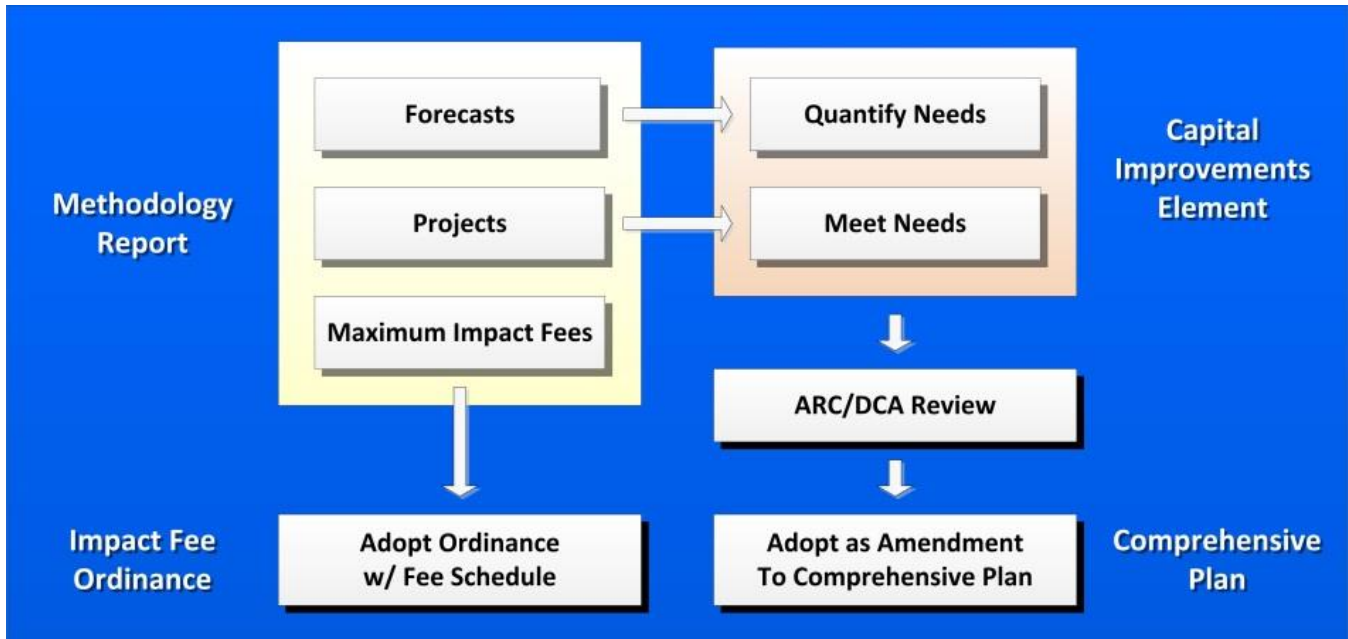 Methodology
Report
Forecasts
Projects
Maximum Impact Fees
Quantify Needs
Meet Needs
Capital
Improvements
Element
ARC/DCA Review
Impact Fee
Ordinance
Adopt Ordinance
w/ Fee Schedule
Adopt as Amendment
To Comprehensive Plan
Comprehensive
Plan